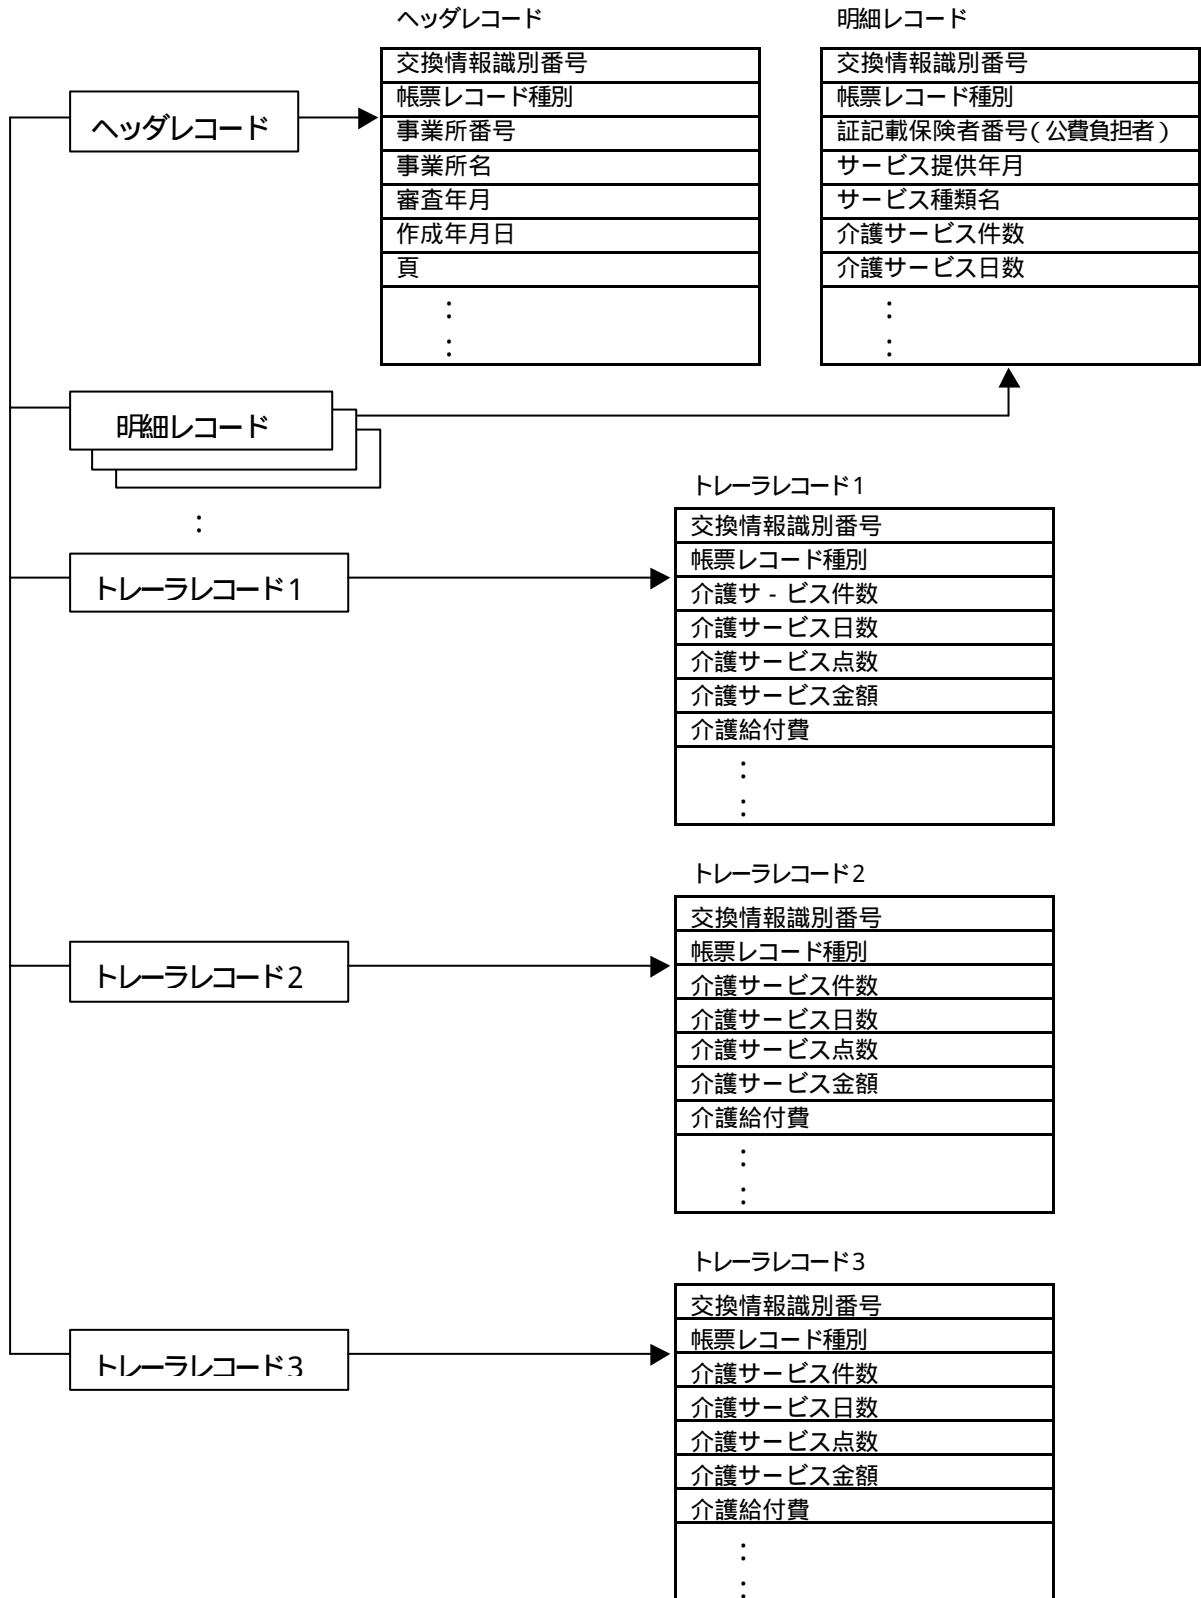 ヘッダレコード
交換情報識別番号
帳票レコード種別
事業所番号
事業所名
審査年月
作成年月日
頁
：
：
明細レコード
交換情報識別番号
帳票レコード種別
証記載保険者番号(公費負担者)
サービス提供年月
サービス種類名
介護サービス件数
介護サービス日数
：
：
ヘッダレコード
明細レコード
：
トレーラレコード1
トレーラレコード1
交換情報識別番号
帳票レコード種別
介護サ-ビス件数
介護サービス日数
介護サービス点数
介護サービス金額
介護給付費
：
：
トレーラレコード2
トレーラレコード2
交換情報識別番号
帳票レコード種別
介護サービス件数
介護サービス日数
介護サービス点数
介護サービス金額
介護給付費
：
：
トレーラレコード3
トレーラレコード3
交換情報識別番号
帳票レコード種別
介護サービス件数
介護サービス日数
介護サービス点数
介護サービス金額
介護給付費
：
：